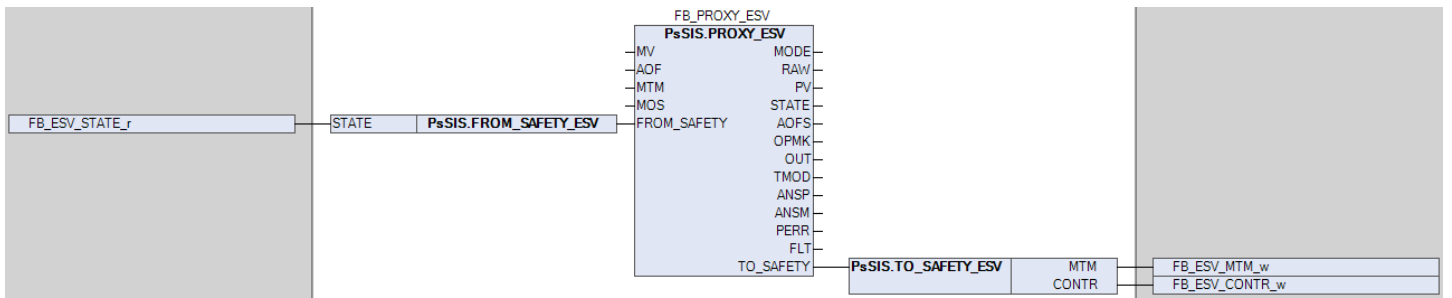 FB_PROXY_ESV
PsSIS.PROXY_ESV
MV MODE
AOF RAW
MTM PV
MOS STATE
FB_ESV_STATE_r STATE PsSIS.FROM_SAFETY_ESV FROM_SAFETY AOFS
OPMK
OUT
TMOD
ANSP
ANSM
PERR
FLT
TO_SAFETY PsSIS.TO_SAFETY_ESV MTM FB_ESV_MTM_w
CONTR FB_ESV_CONTR_w